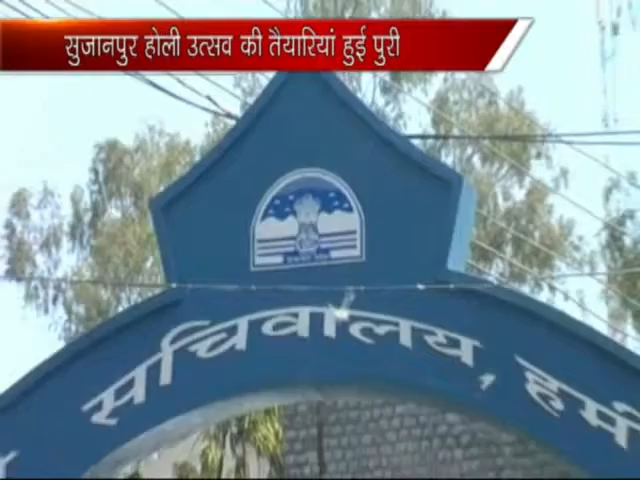 सुजानपुर होली उत्सव की तैयारियां हुई पुरी
सचिवालय, हमी